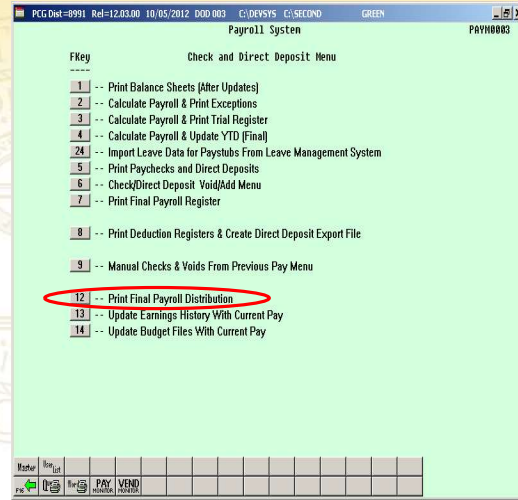 PCG Dist=8991 Rel=12.03.00 10/05/2012 DOD 003 C:\DEVSYS C:\SECOND GREEN
Payroll System PAYM0003
FKey Check and Direct Deposit Menu
----
1 -- Print Balance Sheets (After Updates)
2 -- Calculate Payroll & Print Exceptions
3 -- Calculate Payroll & Print Trial Register
4 -- Calculate Payroll & Update YTD (Final)
24 -- Import Leave Data for Paystubs From Leave Management System
5 -- Print Paychecks and Direct Deposits
6 -- Check/Direct Deposit Void/Add Menu
7 -- Print Final Payroll Register
8 -- Print Deduction Registers & Create Direct Deposit Export File
9 -- Manual Checks & Voids From Previous Pay Menu
12 -- Print Final Payroll Distribution
13 -- Update Earnings History With Current Pay
14 -- Update Budget Files With Current Pay
Master User List
F16 PAY MONITOR VEND MONITOR